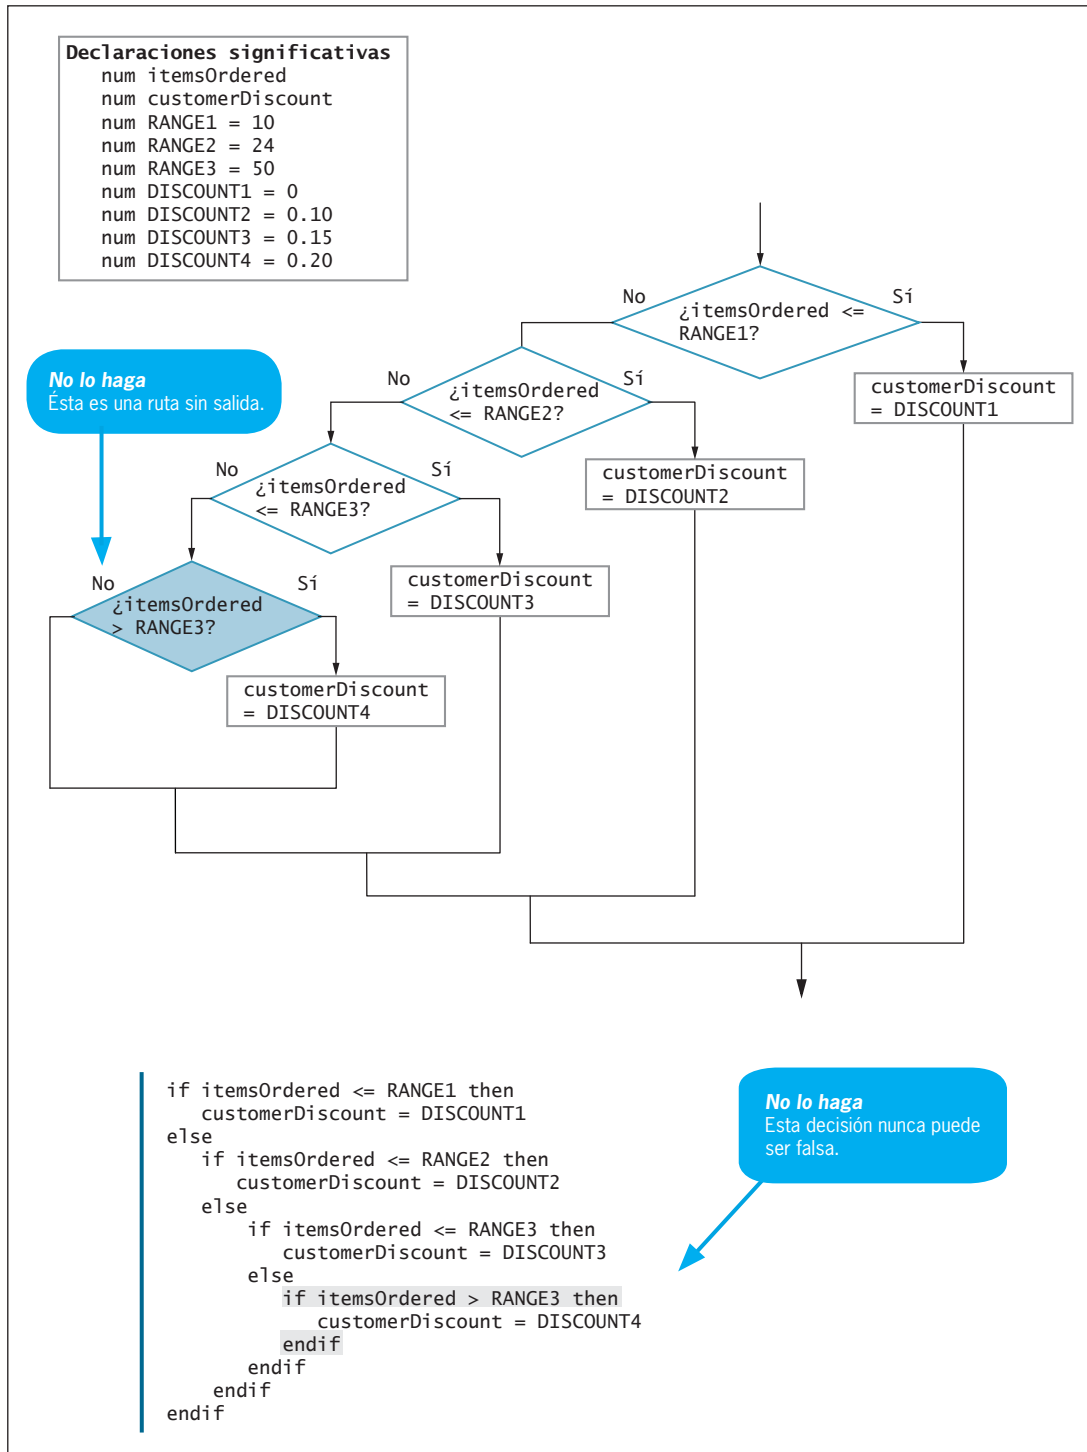 Declaraciones significativas
num itemsOrdered
num customerDiscount
num RANGE1 = 10
num RANGE2 = 24
num RANGE3 = 50
num DISCOUNT1 = 0
num DISCOUNT2 = 0.10
num DISCOUNT3 = 0.15
num DISCOUNT4 = 0.20
No
Sí
¿itemsOrdered <=
RANGE1?
customerDiscount
= DISCOUNT1
No
Sí
¿itemsOrdered
<= RANGE2?
customerDiscount
= DISCOUNT2
No lo haga
Ésta es una ruta sin salida.
No
Sí
¿itemsOrdered
<= RANGE3?
customerDiscount
= DISCOUNT3
No
Sí
¿itemsOrdered
> RANGE3?
customerDiscount
= DISCOUNT4
if itemsOrdered <= RANGE1 then
customerDiscount = DISCOUNT1
else
if itemsOrdered <= RANGE2 then
customerDiscount = DISCOUNT2
else
if itemsOrdered <= RANGE3 then
customerDiscount = DISCOUNT3
else
if itemsOrdered > RANGE3 then
customerDiscount = DISCOUNT4
endif
endif
endif
endif
No lo haga
Esta decisión nunca puede
ser falsa.